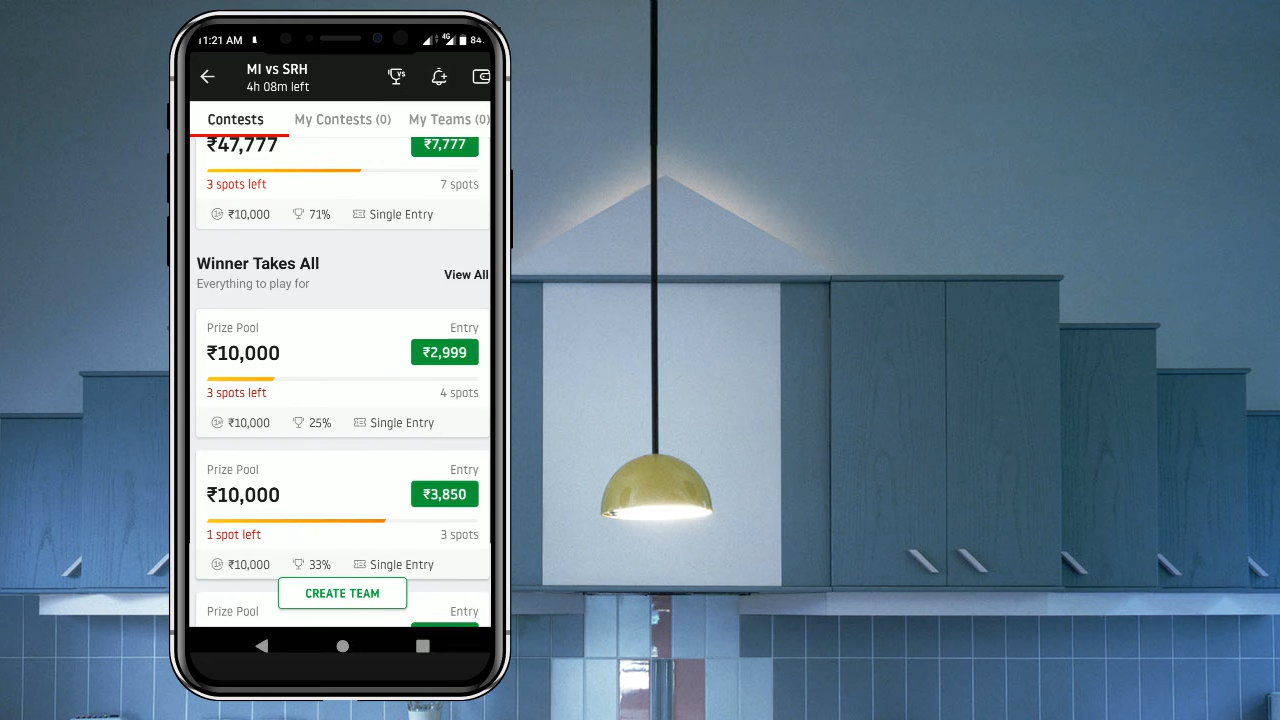 11:21 AM 4G 84.
MI vs SRH
4h 08m left
VS
Contests My Contests (0) My Teams (0)
₹47,777 ₹7,777
3 spots left 7 spots
1st ₹10,000 71% Single Entry
Winner Takes All
Everything to play for View All
Prize Pool Entry
₹10,000 ₹2,999
3 spots left 4 spots
₹10,000 25% Single Entry
Prize Pool Entry
₹10,000 ₹3,850
1 spot left 3 spots
₹10,000 33% Single Entry
CREATE TEAM
Prize Pool Entry